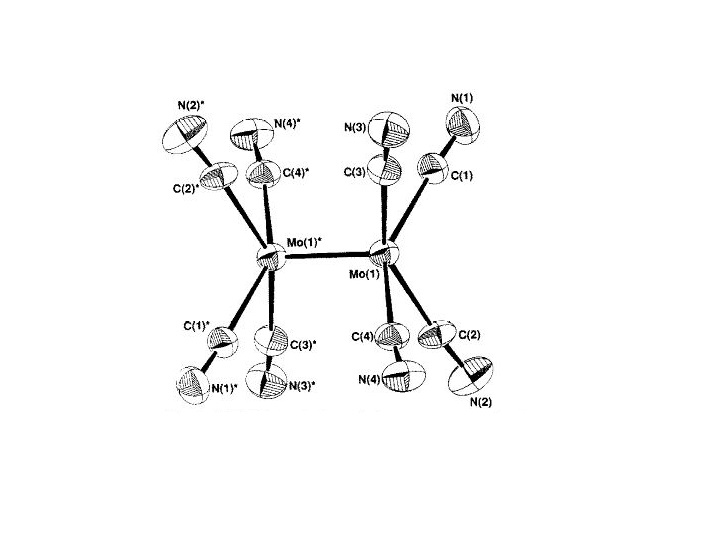 N(2)*
N(4)*
N(3)
N(1)
C(2)*
C(4)*
C(3)
C(1)
Mo(1)*
Mo(1)
C(1)*
C(3)*
C(4)
C(2)
N(1)*
N(3)*
N(4)
N(2)